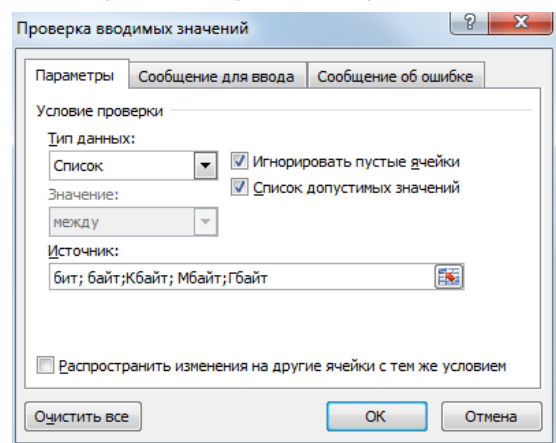 Проверка вводимых значений
Параметры Сообщение для ввода Сообщение об ошибке
Условие проверки
Тип данных:
Список Игнорировать пустые ячейки
Значение: Список допустимых значений
между
Источник:
бит; байт;Кбайт; Мбайт;Гбайт
Распространить изменения на другие ячейки с тем же условием
Очистить все ОК Отмена